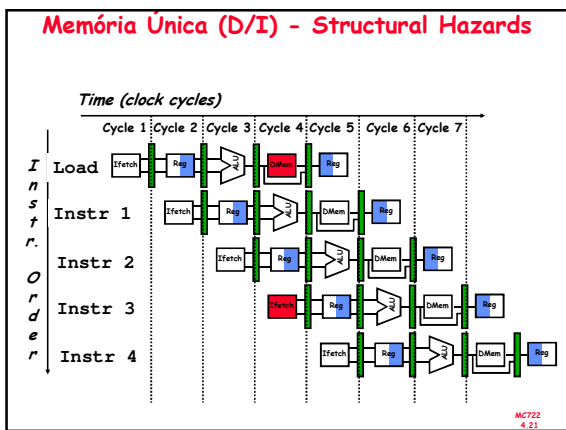 Memória Única (D/I) - Structural Hazards
Time (clock cycles)
Cycle 1 Cycle 2 Cycle 3 Cycle 4 Cycle 5 Cycle 6 Cycle 7
Instr. Order
Load Ifetch Reg ALU DMem Reg
Instr 1 Ifetch Reg ALU DMem Reg
Instr 2 Ifetch Reg ALU DMem Reg
Instr 3 Ifetch Reg ALU DMem Reg
Instr 4 Ifetch Reg ALU DMem Reg
MC722
4.21